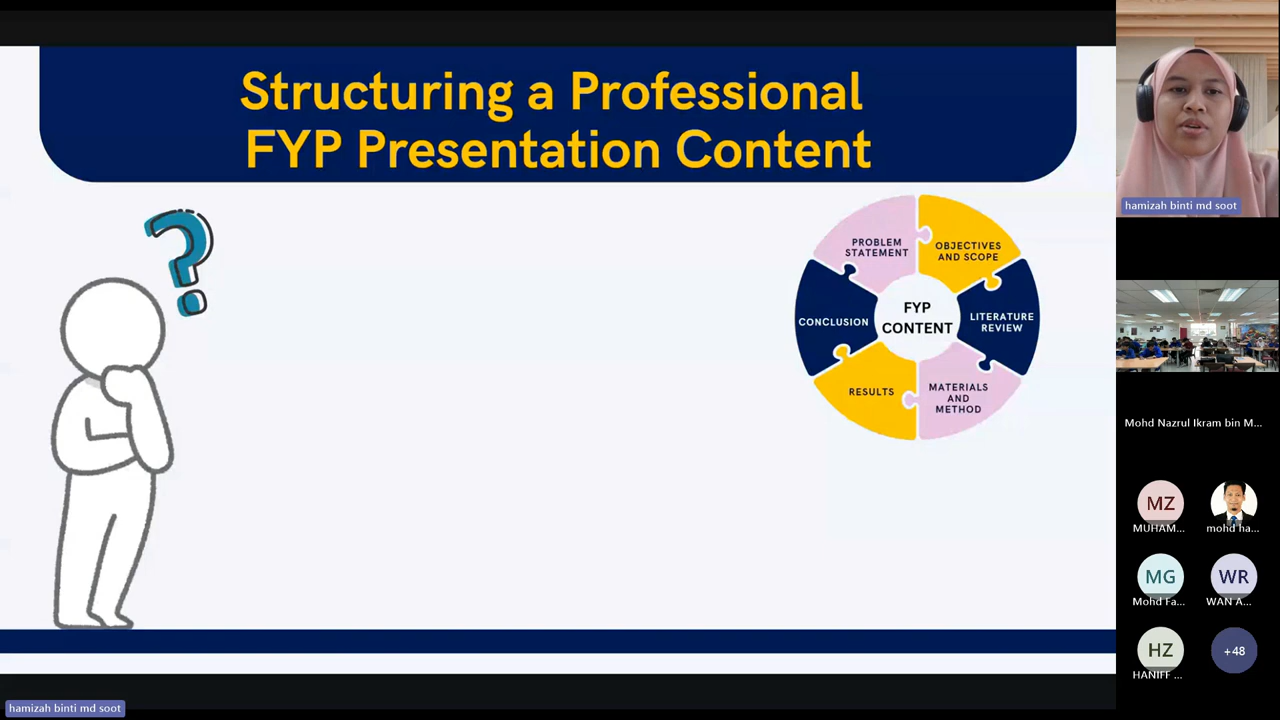 Structuring a Professional
FYP Presentation Content
PROBLEM
STATEMENT
OBJECTIVES
AND SCOPE
CONCLUSION
FYP
CONTENT
LITERATURE
REVIEW
RESULTS
MATERIALS
AND
METHOD
hamizah binti md soot
hamizah binti md soot
Mohd Nazrul Ikram bin M...
MZ
MUHAM...
mohd ha...
MG
Mohd Fa...
WR
WAN A...
HZ
HANIFF ...
+48